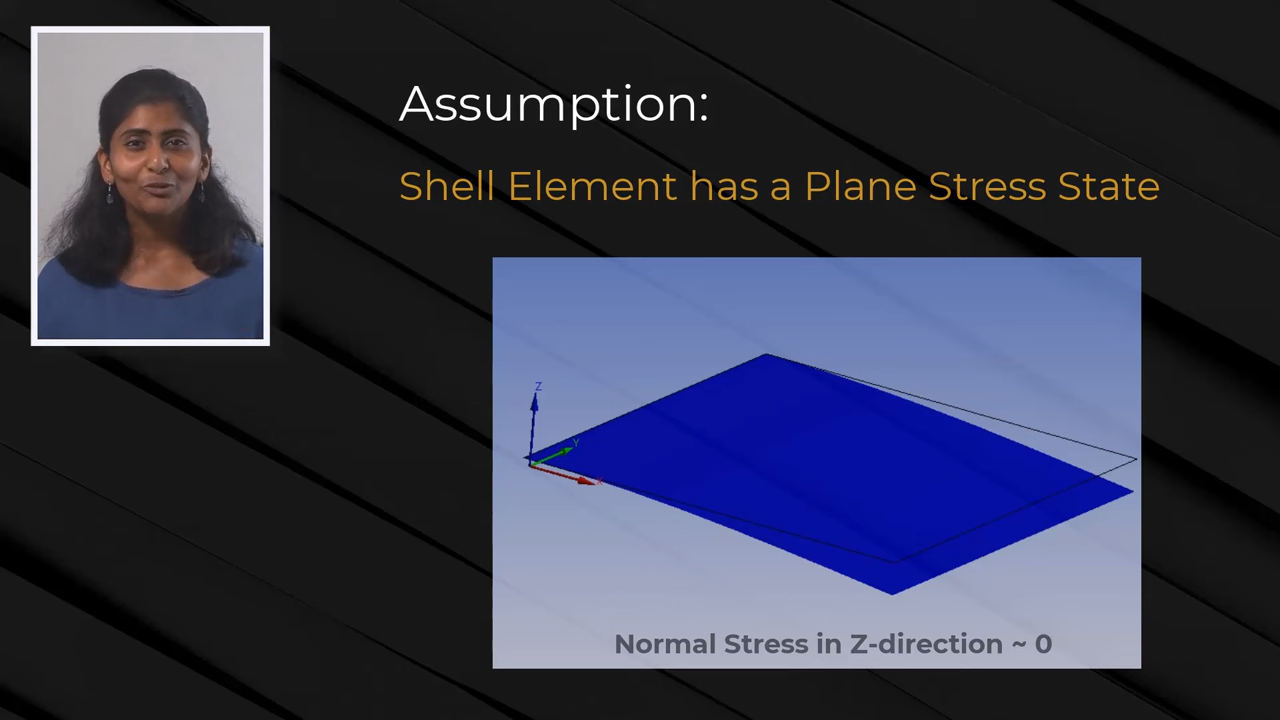 Assumption:
Shell Element has a Plane Stress State
Z
Y
X
Normal Stress in Z-direction ~ 0